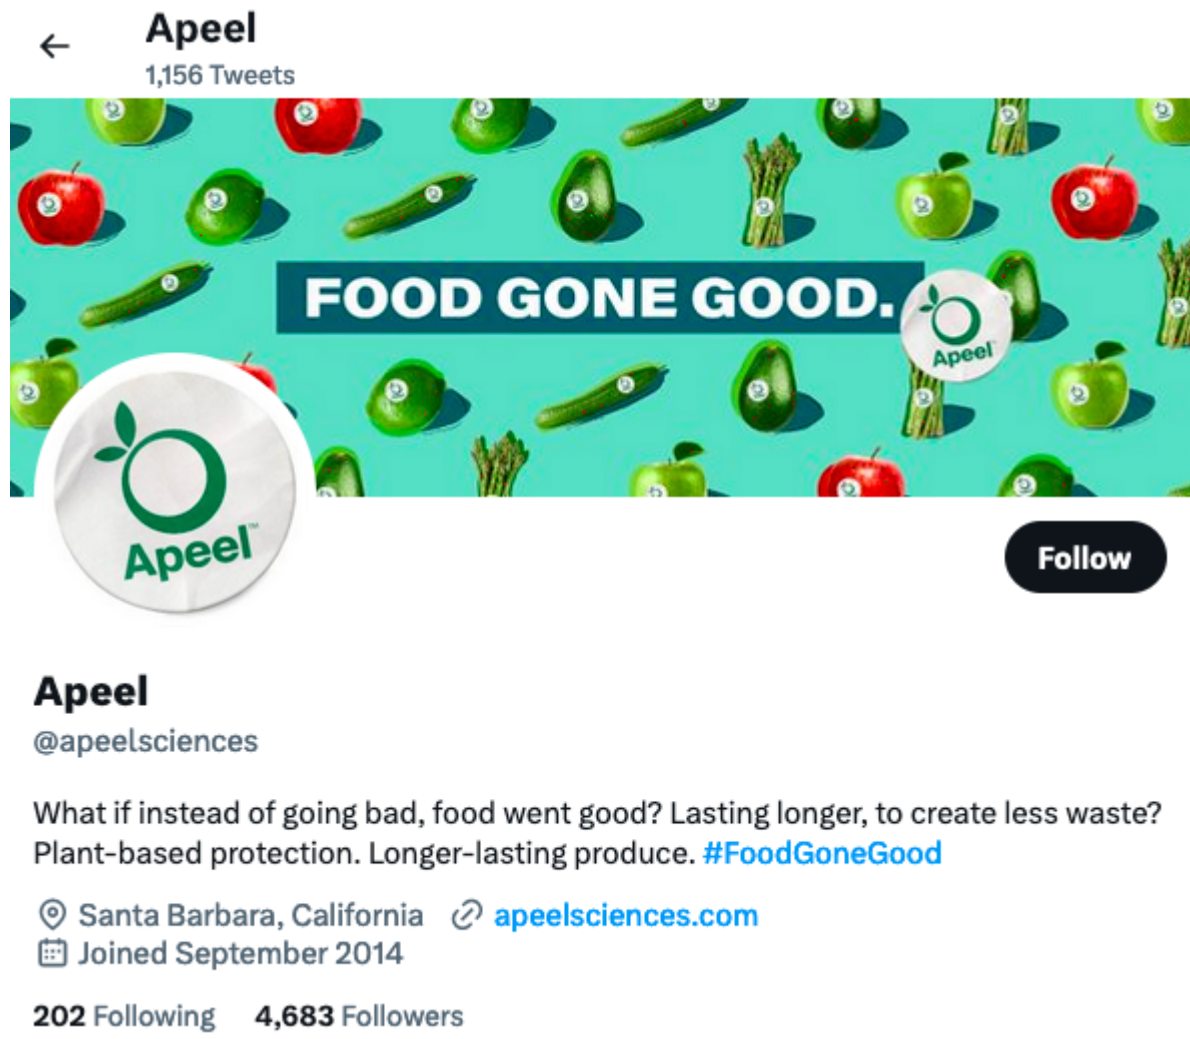 Apeel
1,156 Tweets
FOOD GONE GOOD.
Apeel
Apeel™
Follow
Apeel
@apeelsciences
What if instead of going bad, food went good? Lasting longer, to create less waste?
Plant-based protection. Longer-lasting produce. #FoodGoneGood
Santa Barbara, California apeelsciences.com
Joined September 2014
202 Following 4,683 Followers